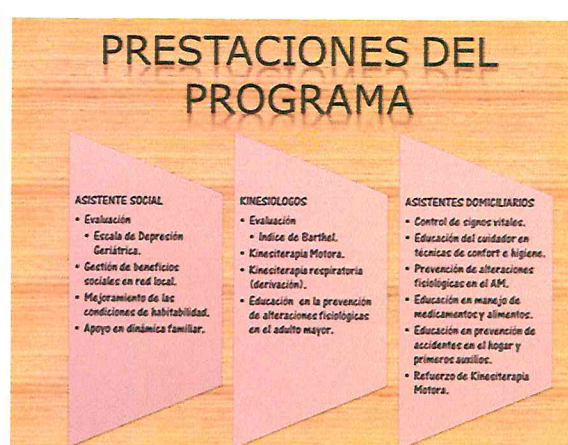 PRESTACIONES DEL
PROGRAMA
ASISTENTE SOCIAL
• Evaluación
• Escala de Depresión
Geriátrica.
• Gestión de beneficios
sociales en red local.
• Mejoramiento de las
condiciones de habitabilidad.
• Apoyo en dinámica familiar.
KINESIOLOGOS
• Evaluación
• Indice de Barthel.
• Kinesiterapia Motora.
• Kinesiterapia respiratoria
(derivación).
• Educación en la prevención
de alteraciones fisiológicas
en el adulto mayor.
ASISTENTES DOMICILIARIOS
• Control de signos vitales.
• Educación del cuidador en
técnicas de confort e higiene.
• Prevención de alteraciones
fisiológicas en el AM.
• Educación en manejo de
medicamentos y alimentos.
• Educación en prevención de
accidentes en el hogar y
primeros auxilios.
• Refuerzo de Kinesiterapia
Motora.